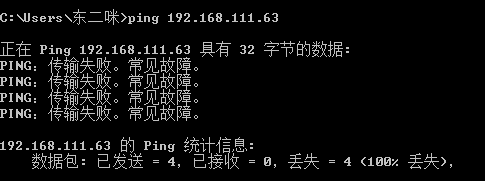 C:\Users\东二咪>ping 192.168.111.63
正在 Ping 192.168.111.63 具有 32 字节的数据:
PING: 传输失败。常见故障。
PING: 传输失败。常见故障。
PING: 传输失败。常见故障。
PING: 传输失败。常见故障。
192.168.111.63 的 Ping 统计信息:
数据包: 已发送 = 4, 已接收 = 0, 丢失 = 4 (100% 丢失),